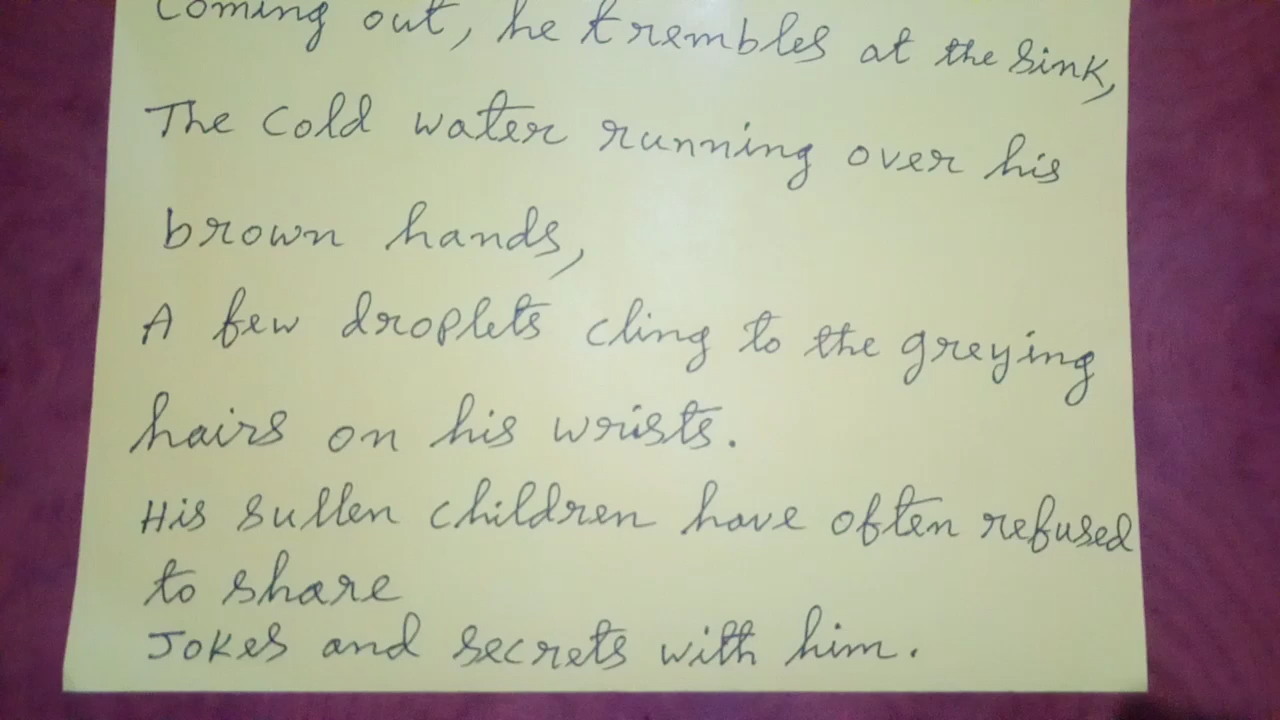 Coming out, he trembles at the sink,
The cold water running over his
brown hands,
A few droplets cling to the greying
hairs on his wrists.
His sullen children have often refused
to share
Jokes and secrets with him.